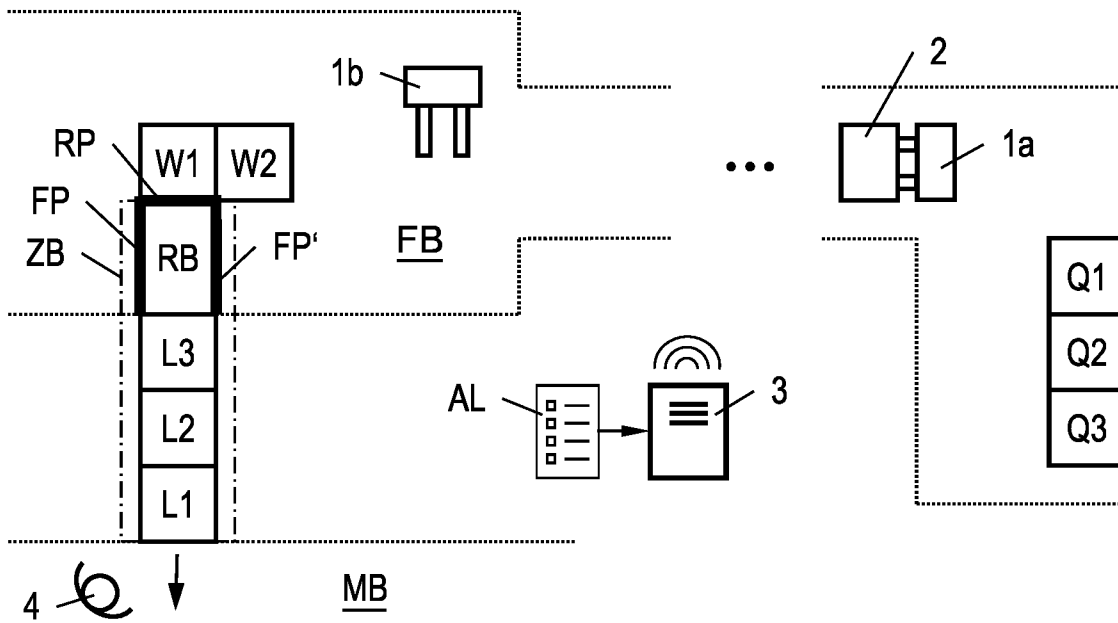 2
1b
1a
RP
W1 W2
...
FP
FP‘
FB
ZB
RB
Q1
L3
Q2
AL
3
L2
Q3
L1
4
MB